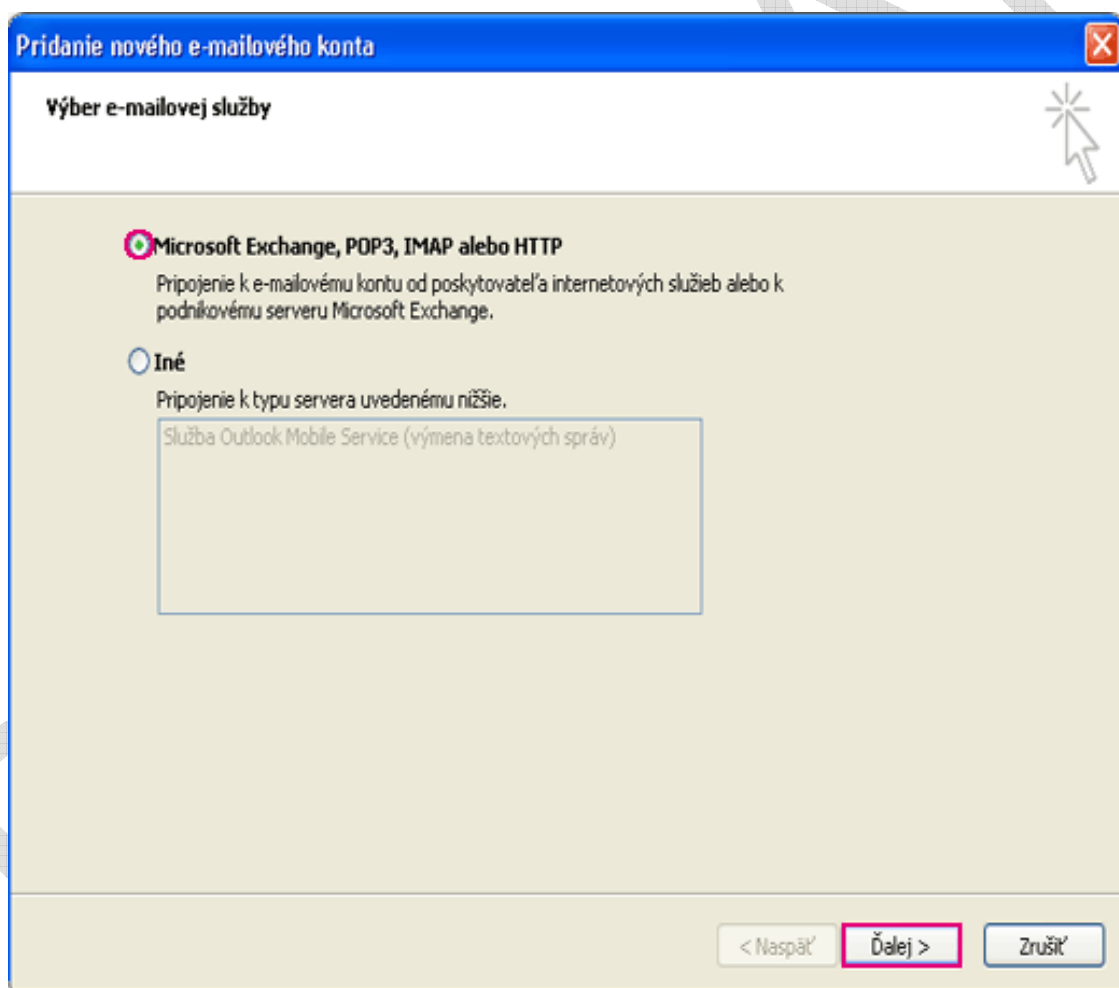 Pridanie nového e-mailového konta
Výber e-mailovej služby
Microsoft Exchange, POP3, IMAP alebo HTTP
Pripojenie k e-mailovému kontu od poskytovateľa internetových služieb alebo k
podnikovému serveru Microsoft Exchange.
Iné
Pripojenie k typu servera uvedenému nižšie.
Služba Outlook Mobile Service (výmena textových správ)
< Naspäť Ďalej > Zrušiť